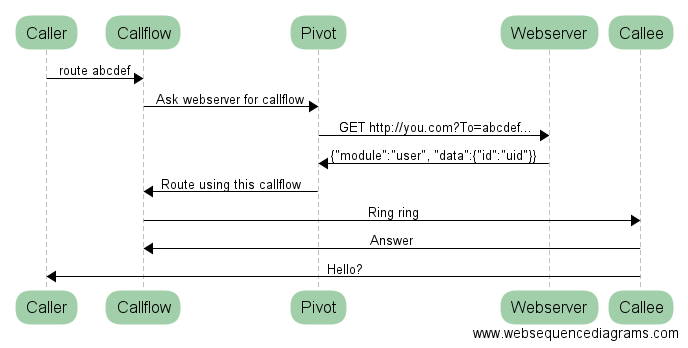 Caller Callflow Pivot Webserver Callee
route abcdef
Ask webserver for callflow
GET http://you.com?To=abcdef...
{"module":"user", "data":{"id":"uid"}}
Route using this callflow
Ring ring
Answer
Hello?
Caller Callflow Pivot Webserver Callee
www.websequencediagrams.com